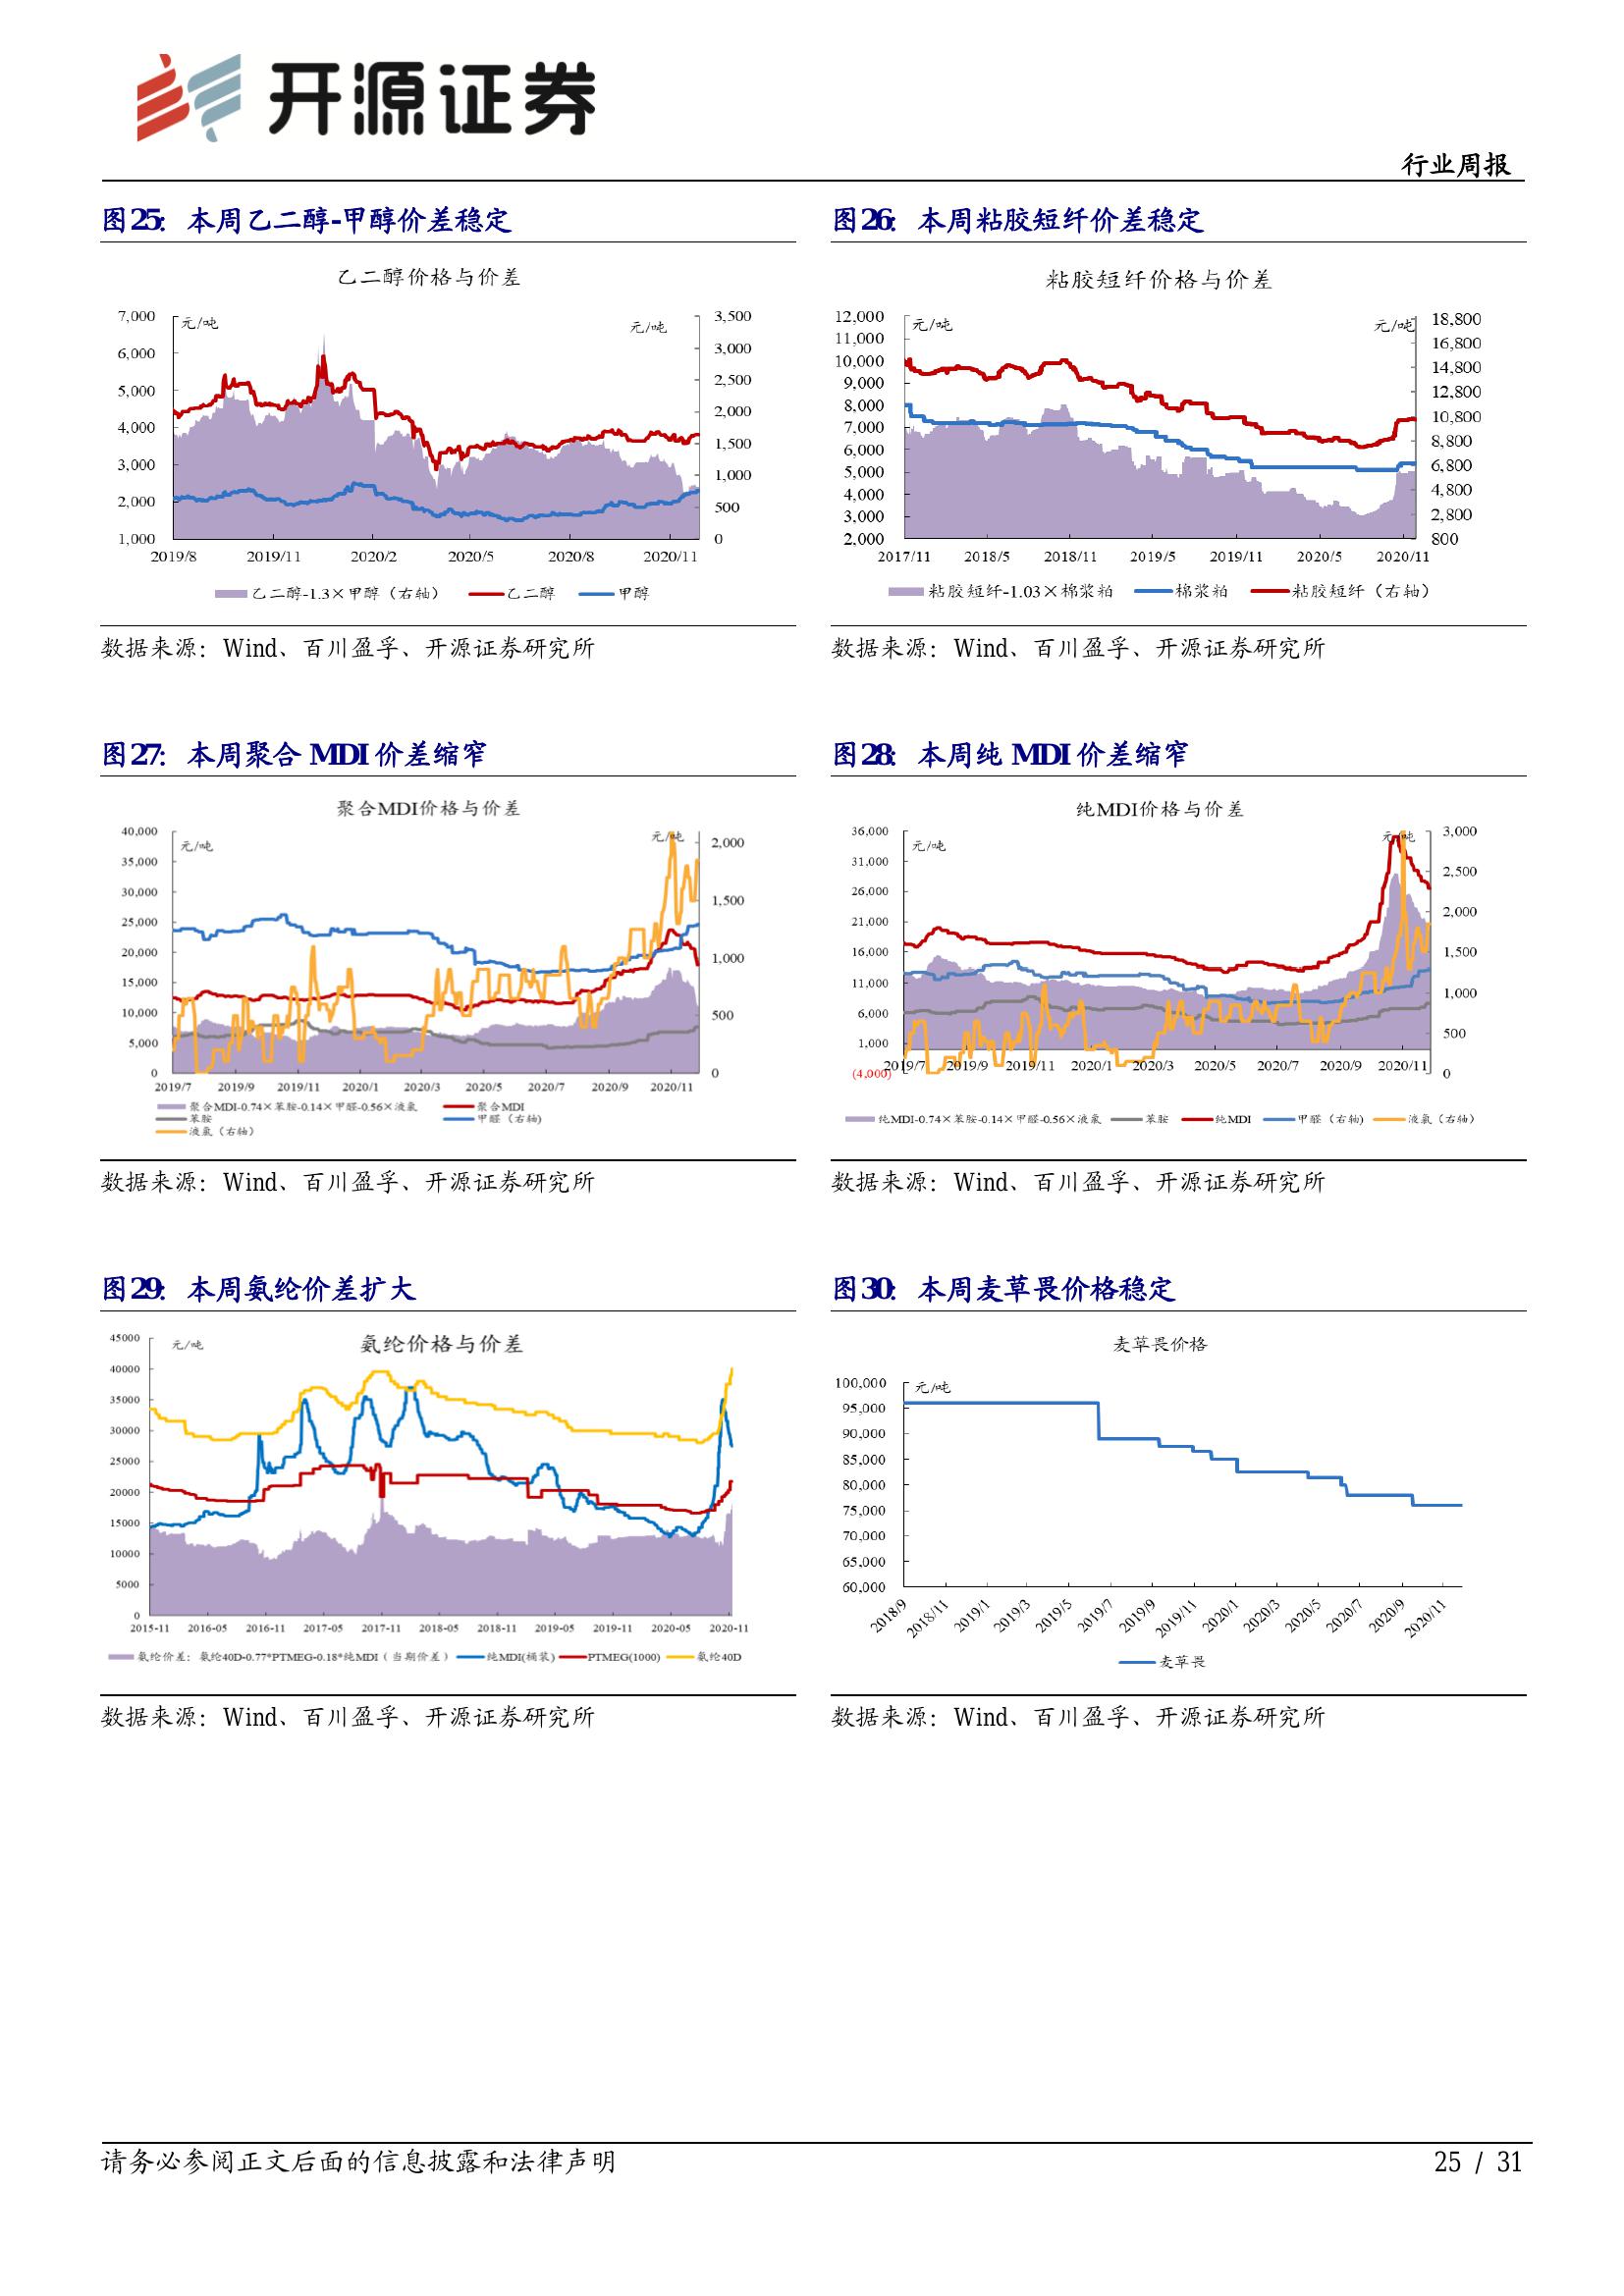 开源证券
行业周报
图25： 本周乙二醇-甲醇价差稳定
乙二醇价格与价差
7,000
6,000
5,000
4,000
3,000
2,000
1,000
元/吨
元/吨
3,500
3,000
2,500
2,000
1,500
1,000
500
0
2019/8 2019/11 2020/2 2020/5 2020/8 2020/11
乙二醇-1.3×甲醇（右轴） 乙二醇 甲醇
数据来源：Wind、百川盈孚、开源证券研究所
图26： 本周粘胶短纤价差稳定
粘胶短纤价格与价差
12,000
11,000
10,000
9,000
8,000
7,000
6,000
5,000
4,000
3,000
2,000
元/吨
元/吨
18,800
16,800
14,800
12,800
10,800
8,800
6,800
4,800
2,800
800
2017/11 2018/5 2018/11 2019/5 2019/11 2020/5 2020/11
粘胶短纤-1.03×棉浆粕 棉浆粕 粘胶短纤（右轴）
数据来源：Wind、百川盈孚、开源证券研究所
图27： 本周聚合 MDI 价差缩窄
聚合MDI价格与价差
40,000
35,000
30,000
25,000
20,000
15,000
10,000
5,000
0
元/吨
元/吨
2,000
1,500
1,000
500
0
2019/7 2019/9 2019/11 2020/1 2020/3 2020/5 2020/7 2020/9 2020/11
聚合MDI-0.74×苯胺-0.14×甲醛-0.56×液氯 聚合MDI
苯胺 甲醛（右轴)
液氯（右轴）
数据来源：Wind、百川盈孚、开源证券研究所
图28： 本周纯 MDI 价差缩窄
纯MDI价格与价差
36,000
31,000
26,000
21,000
16,000
11,000
6,000
1,000
(4,000)
元/吨
元/吨
3,000
2,500
2,000
1,500
1,000
500
0
2019/7 2019/9 2019/11 2020/1 2020/3 2020/5 2020/7 2020/9 2020/11
纯MDI-0.74×苯胺-0.14×甲醛-0.56×液氯 苯胺 纯MDI 甲醛（右轴) 液氯（右轴）
数据来源：Wind、百川盈孚、开源证券研究所
图29： 本周氨纶价差扩大
氨纶价格与价差
45000
40000
35000
30000
25000
20000
15000
10000
5000
0
元/吨
2015-11 2016-05 2016-11 2017-05 2017-11 2018-05 2018-11 2019-05 2019-11 2020-05 2020-11
氨纶价差：氨纶40D-0.77*PTMEG-0.18*纯MDI（当期价差） 纯MDI(桶装) PTMEG(1000) 氨纶40D
数据来源：Wind、百川盈孚、开源证券研究所
图30： 本周麦草畏价格稳定
麦草畏价格
100,000
95,000
90,000
85,000
80,000
75,000
70,000
65,000
60,000
元/吨
2018/9 2018/11 2019/1 2019/3 2019/5 2019/7 2019/9 2019/11 2020/1 2020/3 2020/5 2020/7 2020/9 2020/11
麦草畏
数据来源：Wind、百川盈孚、开源证券研究所
请务必参阅正文后面的信息披露和法律声明
25 / 31